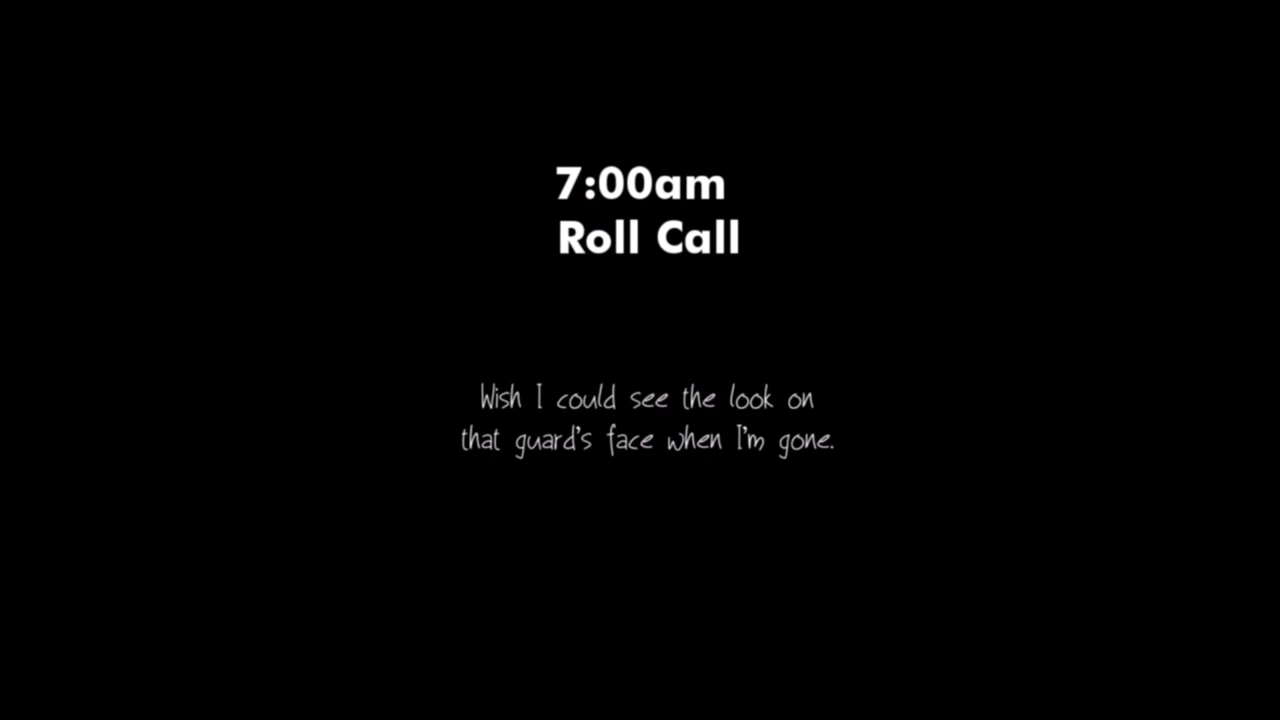 7:00am
Roll Call
Wish I could see the look on
that guard's face when I'm gone.